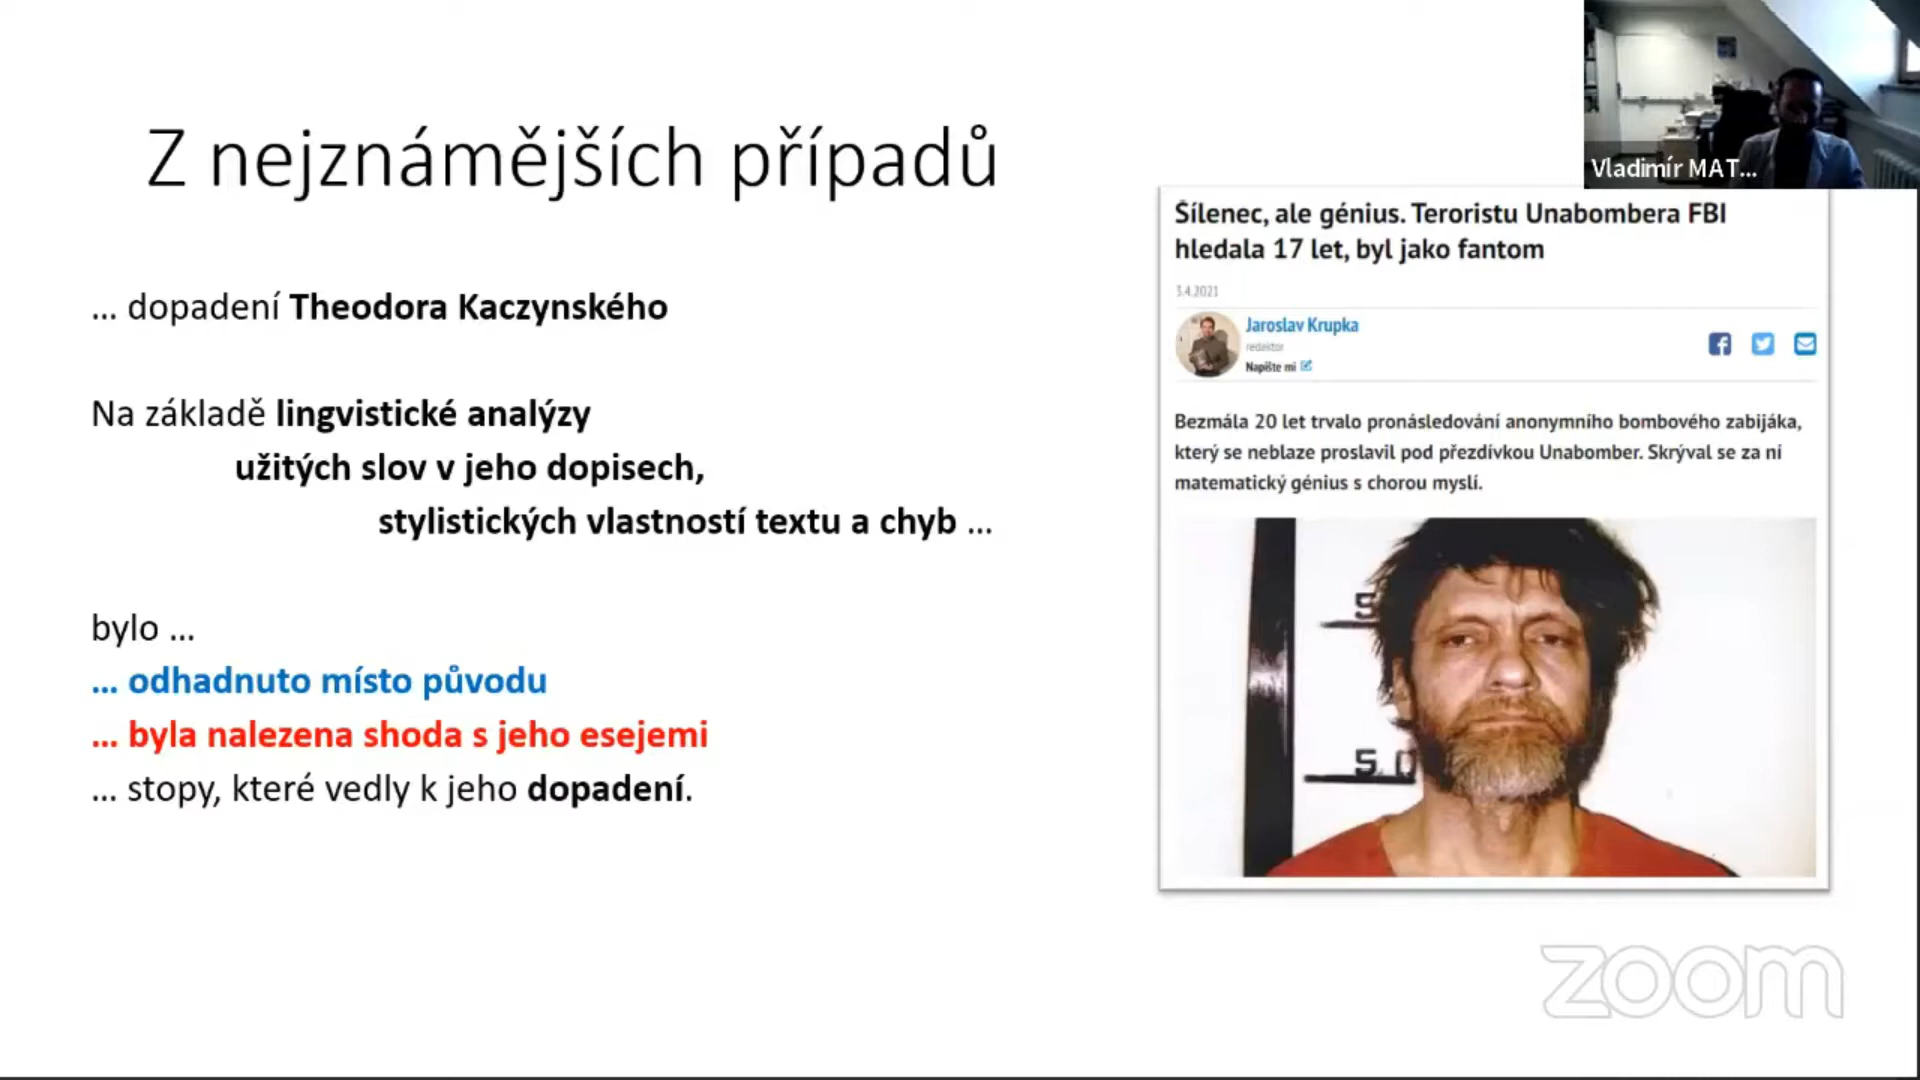 Z nejznámějších případů
... dopadení Theodora Kaczynského
Na základě lingvistické analýzy
užitých slov v jeho dopisech,
stylistických vlastností textu a chyb ...
bylo ...
... odhadnuto místo původu
... byla nalezena shoda s jeho esejemi
... stopy, které vedly k jeho dopadení.
Vladimír MAT...
Šílenec, ale génius. Teroristu Unabombera FBI
hledala 17 let, byl jako fantom
3.4.2021
Jaroslav Krupka
redaktor
Napište mi
Bezmála 20 let trvalo pronásledování anonymního bombového zabijáka,
který se neblaze proslavil pod přezdívkou Unabomber. Skrýval se za ní
matematický génius s chorou myslí.
5
5 0
zoom